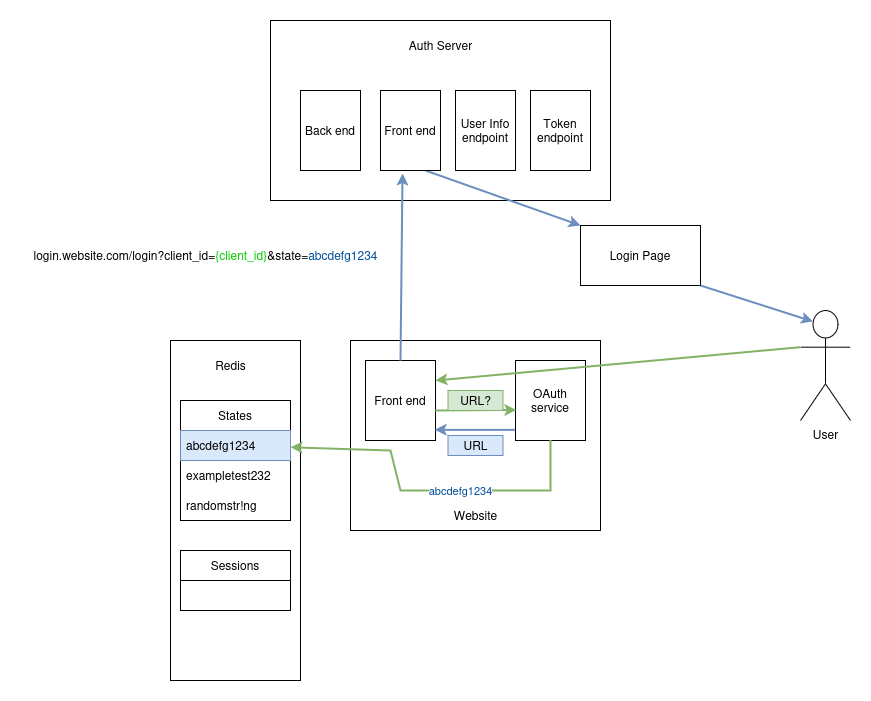 Auth Server
Back end
Front end
User Info
endpoint
Token
endpoint
login.website.com/login?client_id={client_id}&state=abcdefg1234
Login Page
Redis
States
abcdefg1234
exampletest232
randomstr!ng
Sessions
Front end
URL?
URL
OAuth
service
abcdefg1234
Website
User